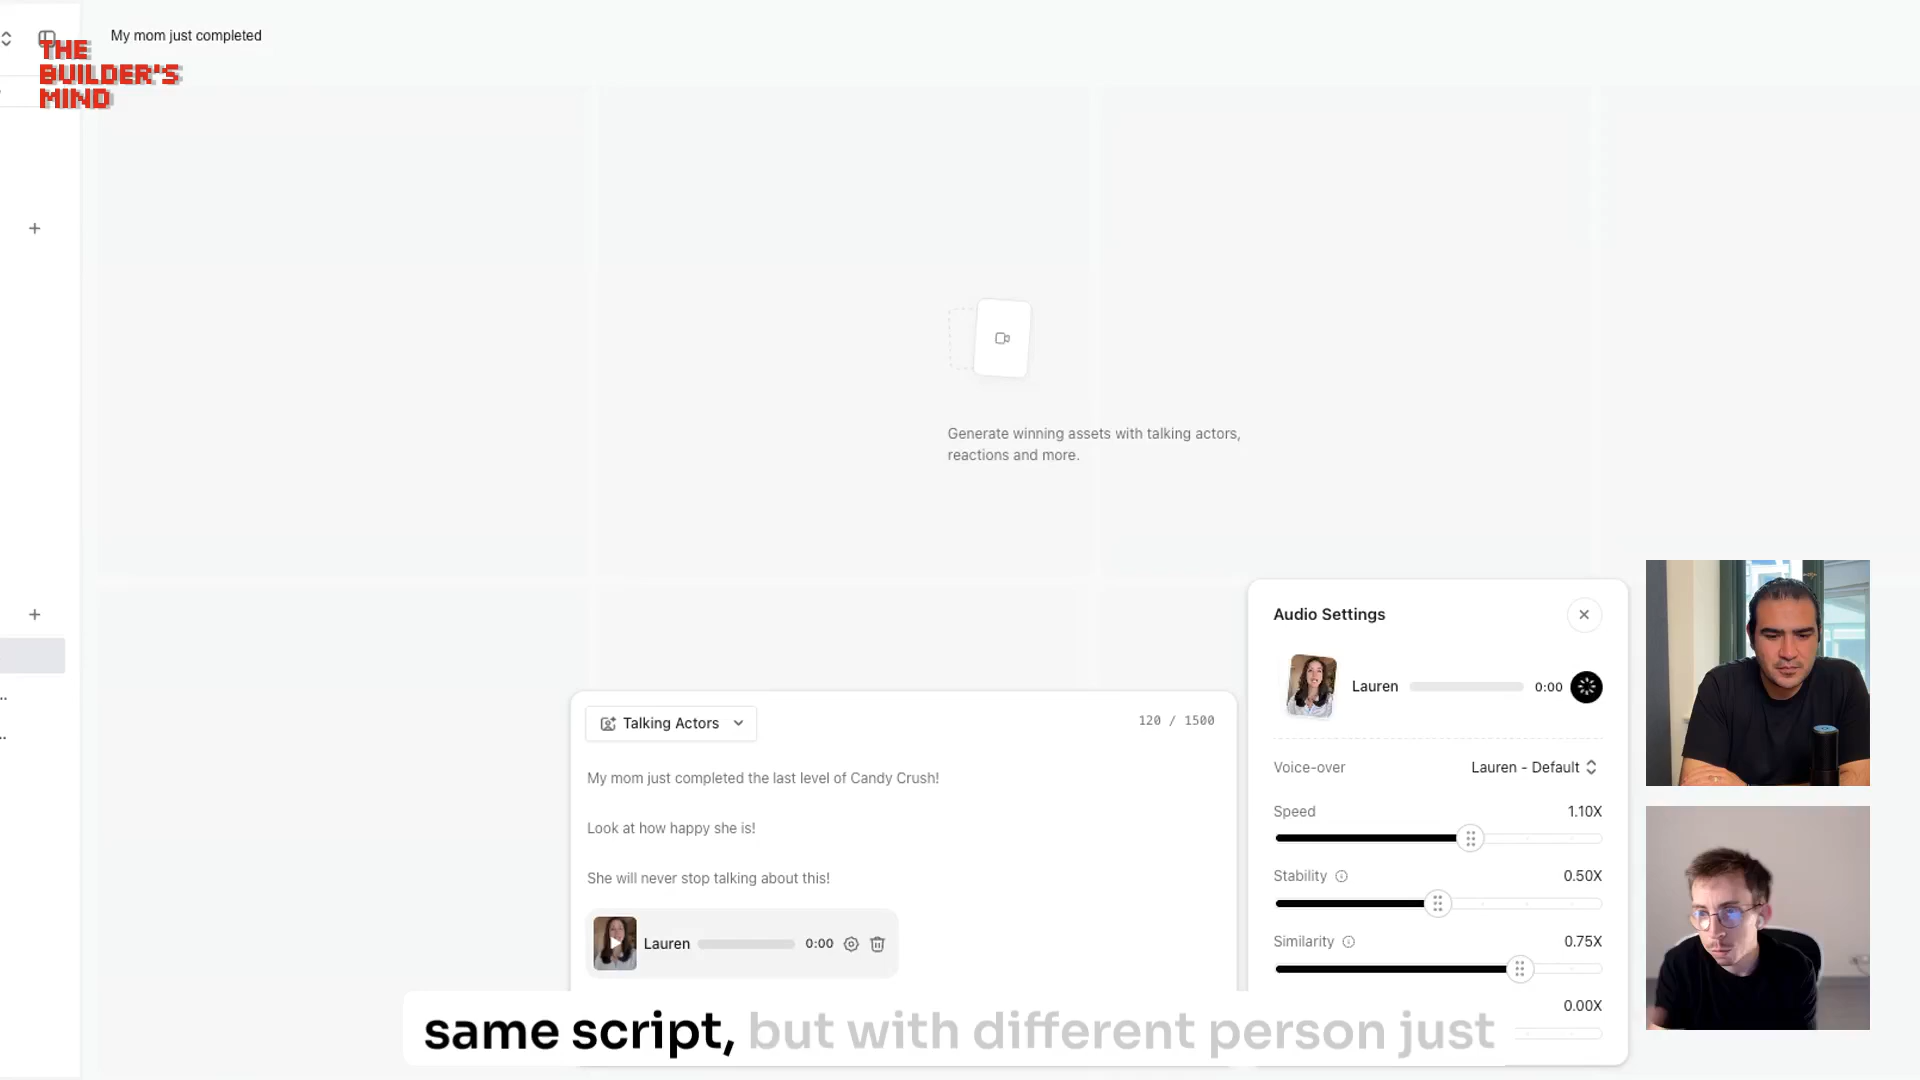 My mom just completed
THE
BUILDER'S
MIND
Generate winning assets with talking actors,
reactions and more.
Talking Actors
120 / 1500
My mom just completed the last level of Candy Crush!
Look at how happy she is!
She will never stop talking about this!
Lauren
0:00
Audio Settings
Lauren
0:00
Voice-over
Lauren - Default
Speed
1.10X
Stability
0.50X
Similarity
0.75X
0.00X
same script, but with different person just